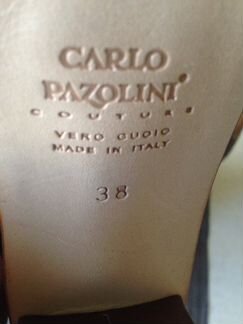 CARLO
PAZOLINI
COUTURE
VERO CUOIO
MADE IN ITALY
38